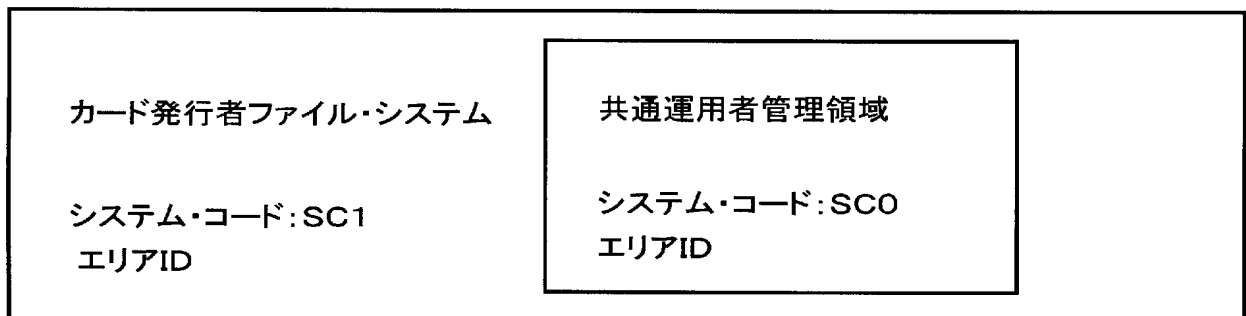 カード発行者ファイル・システム
システム・コード:SC1
エリアID
共通運用者管理領域
システム・コード:SC0
エリアID